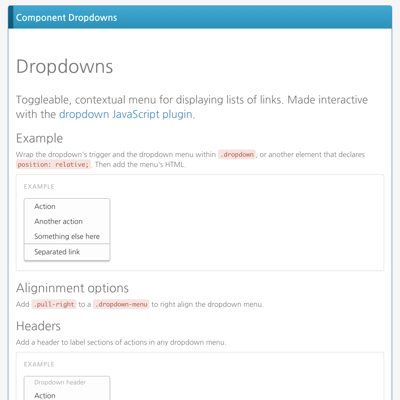 Component Dropdowns
Dropdowns
Toggleable, contextual menu for displaying lists of links. Made interactive
with the dropdown JavaScript plugin.
Example
Wrap the dropdown's trigger and the dropdown menu within .dropdown, or another element that declares
position: relative;. Then add the menu's HTML.
EXAMPLE
Action
Another action
Something else here
Separated link
Aligninment options
Add .pull-right to a .dropdown-menu to right align the dropdown menu.
Headers
Add a header to label sections of actions in any dropdown menu.
EXAMPLE
Dropdown header
Action